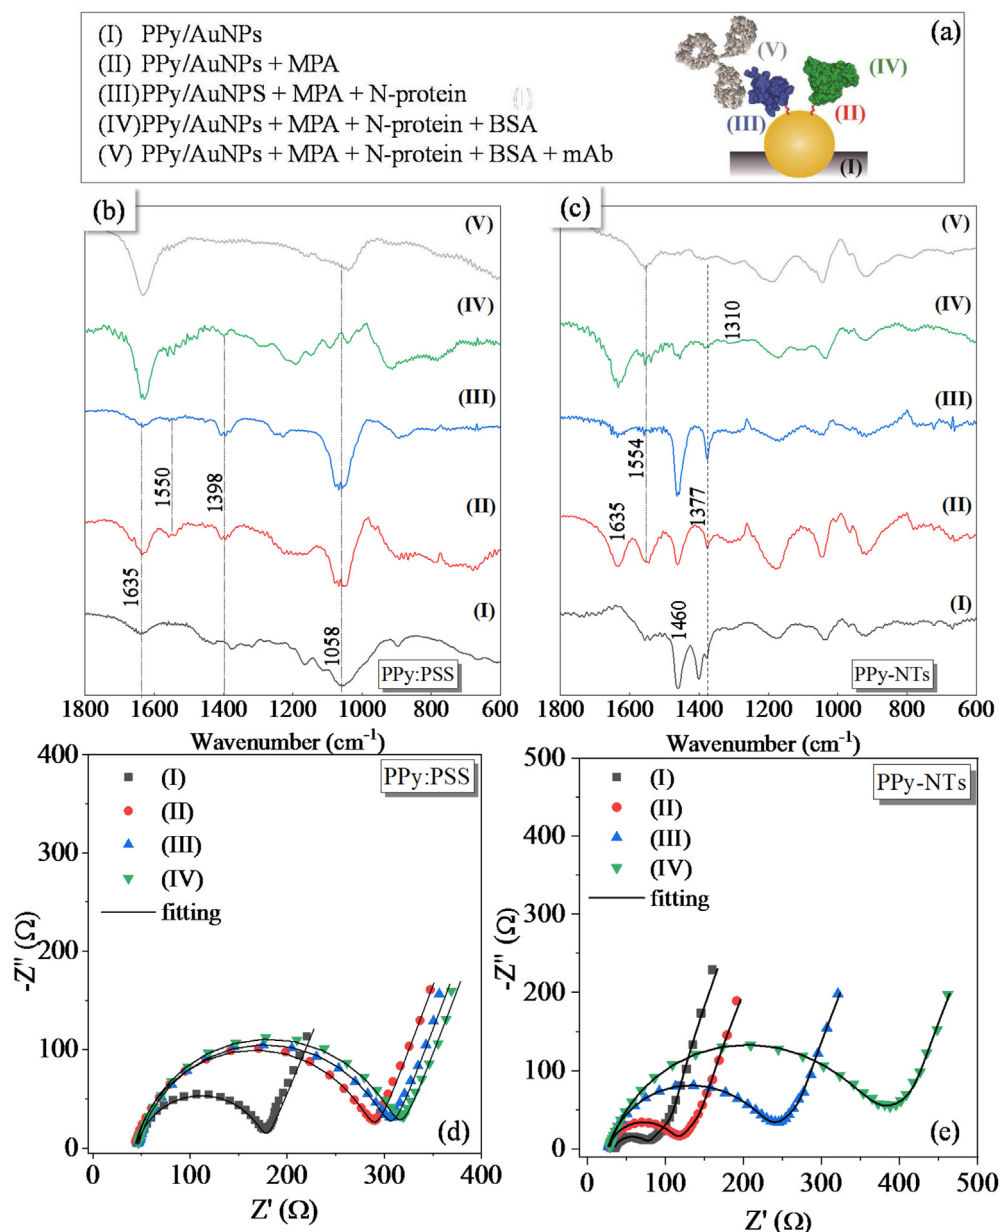 (a)
(I) PPy/AuNPs
(II) PPy/AuNPs + MPA
(III) PPy/AuNPS + MPA + N-protein
(IV) PPy/AuNPs + MPA + N-protein + BSA
(V) PPy/AuNPs + MPA + N-protein + BSA + mAb
(I)
(V)
(IV)
(III)
(II)
(I)
(b)
(V)
(IV)
(III)
1550
1398
(II)
1635
(I)
1058
PPy:PSS
1800 1600 1400 1200 1000 800 600
Wavenumber (cm⁻¹)
(c)
(V)
(IV)
1310
(III)
1554
1635
1377
(II)
1460
(I)
PPy-NTs
1800 1600 1400 1200 1000 800 600
Wavenumber (cm⁻¹)
400
300
200
100
0
-Z'' (Ω)
(I)
(II)
(III)
(IV)
fitting
PPy:PSS
(d)
0 100 200 300 400
Z' (Ω)
500
400
300
200
100
0
-Z'' (Ω)
(I)
(II)
(III)
(IV)
fitting
PPy-NTs
(e)
0 100 200 300 400 500
Z' (Ω)